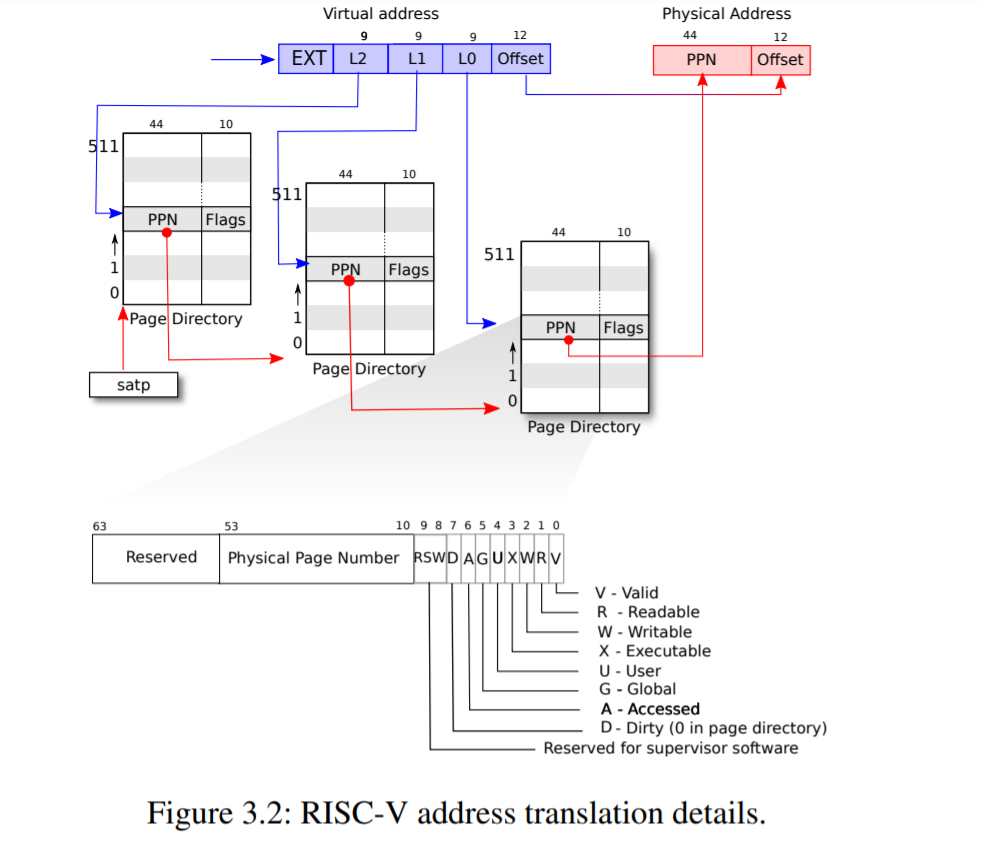 Virtual address
Physical Address
9 9 9 12
44 12
EXT L2 L1 L0 Offset
PPN Offset
44 10
511
PPN Flags
1
0
Page Directory
satp
44 10
511
PPN Flags
1
0
Page Directory
44 10
511
PPN Flags
1
0
Page Directory
63 53 10 9 8 7 6 5 4 3 2 1 0
Reserved Physical Page Number RSW D A G U X W R V
V - Valid
R - Readable
W - Writable
X - Executable
U - User
G - Global
A - Accessed
D - Dirty (0 in page directory)
Reserved for supervisor software
Figure 3.2: RISC-V address translation details.